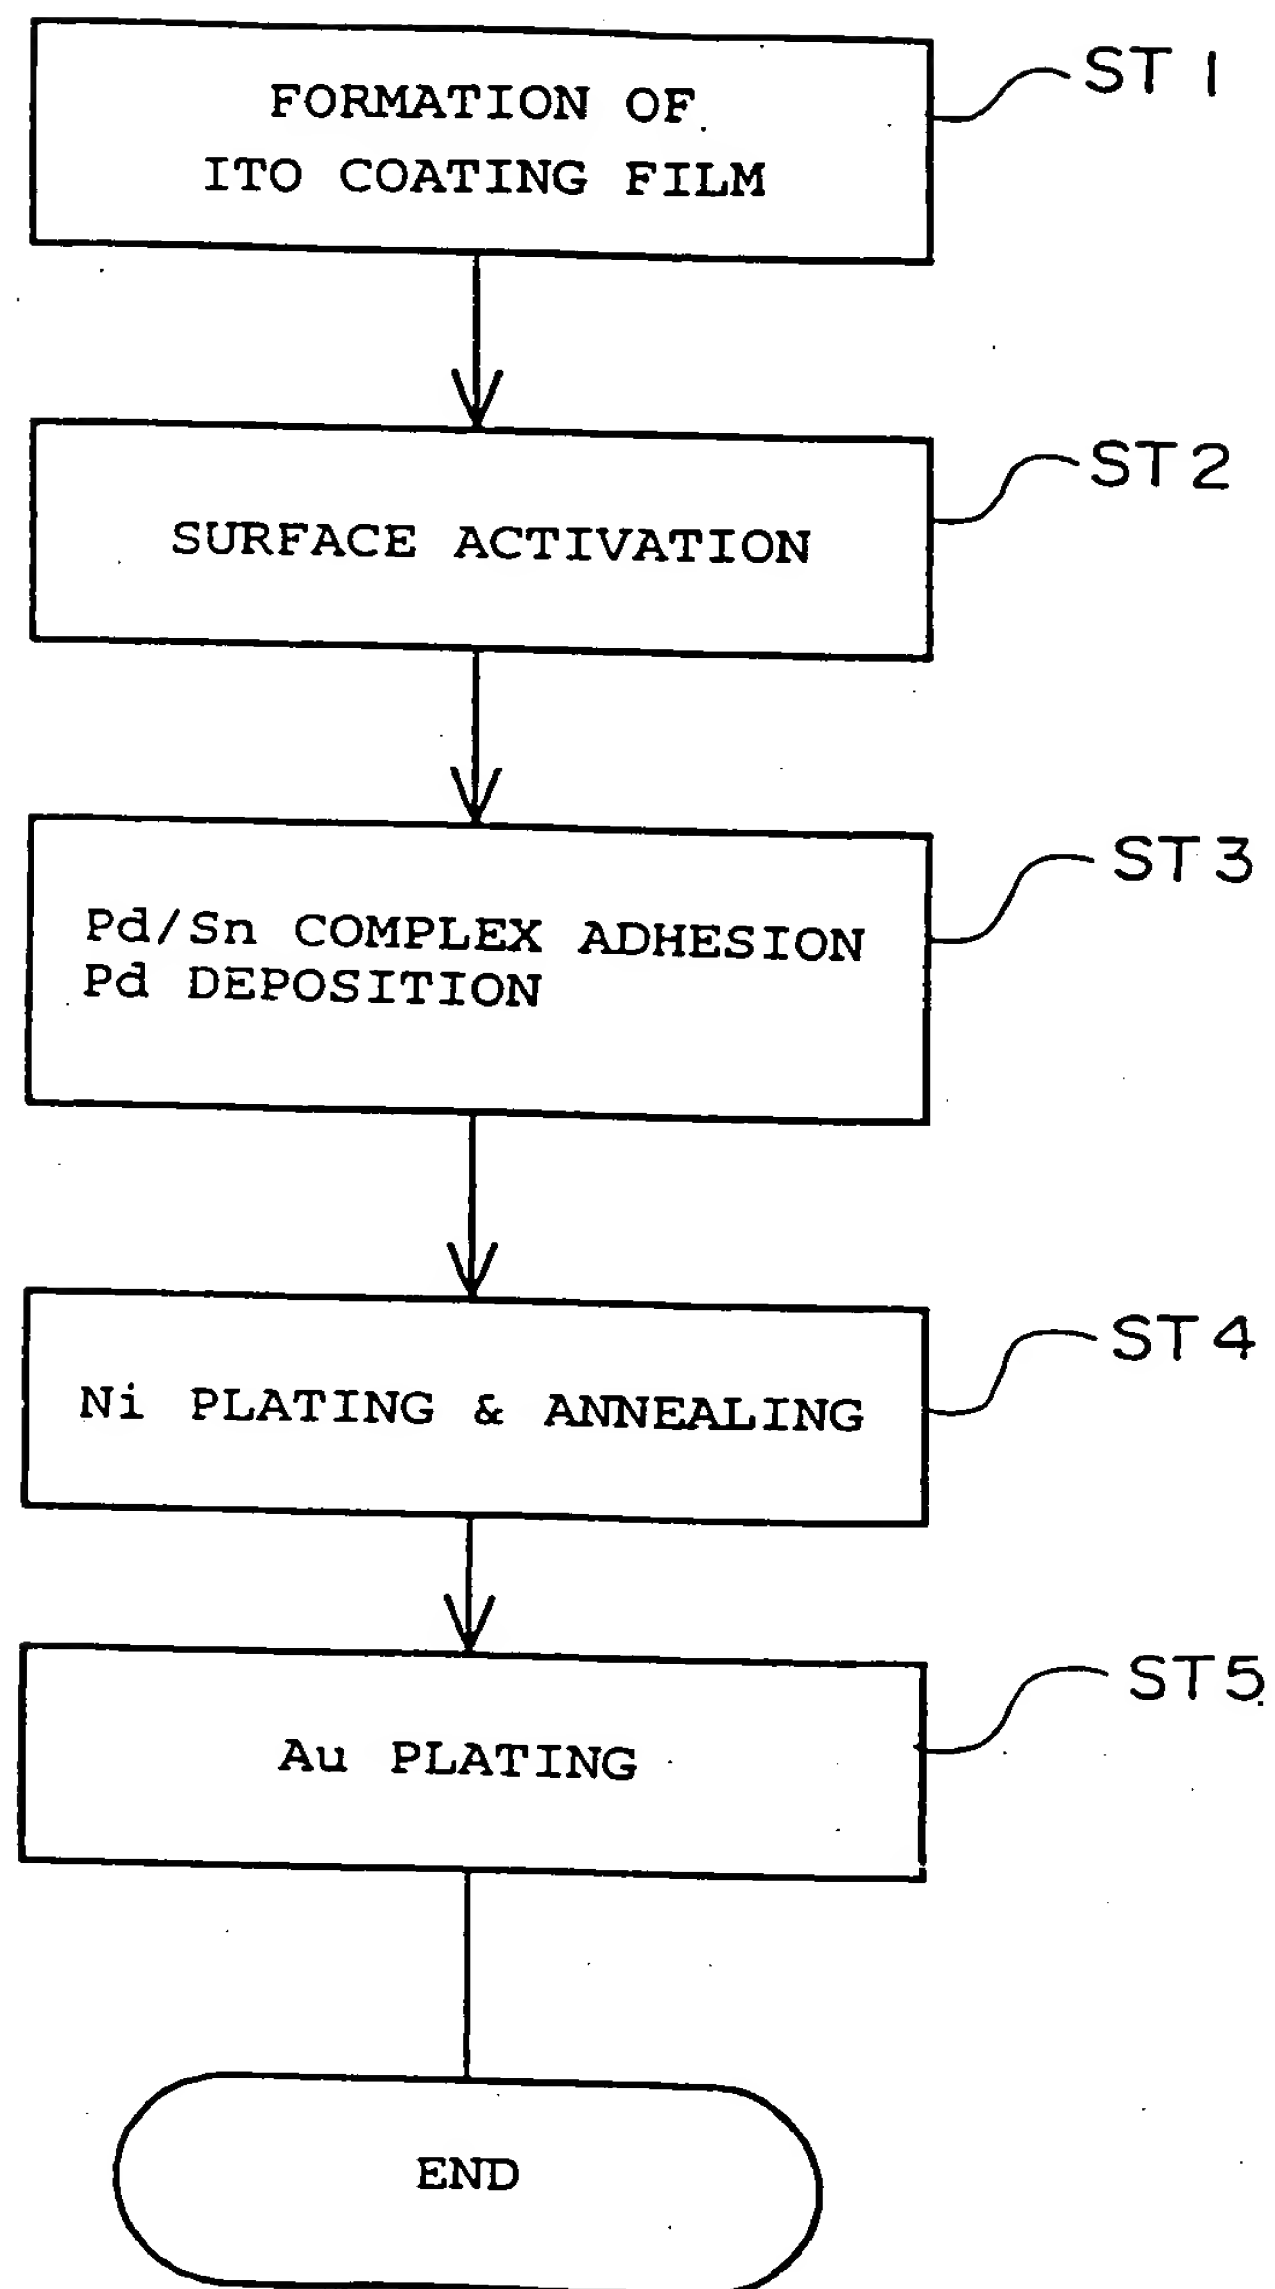 FORMATION OF
ITO COATING FILM
ST 1
SURFACE ACTIVATION
ST2
Pd/Sn COMPLEX ADHESION
Pd DEPOSITION
ST3
Ni PLATING & ANNEALING
ST4
Au PLATING
ST5
END